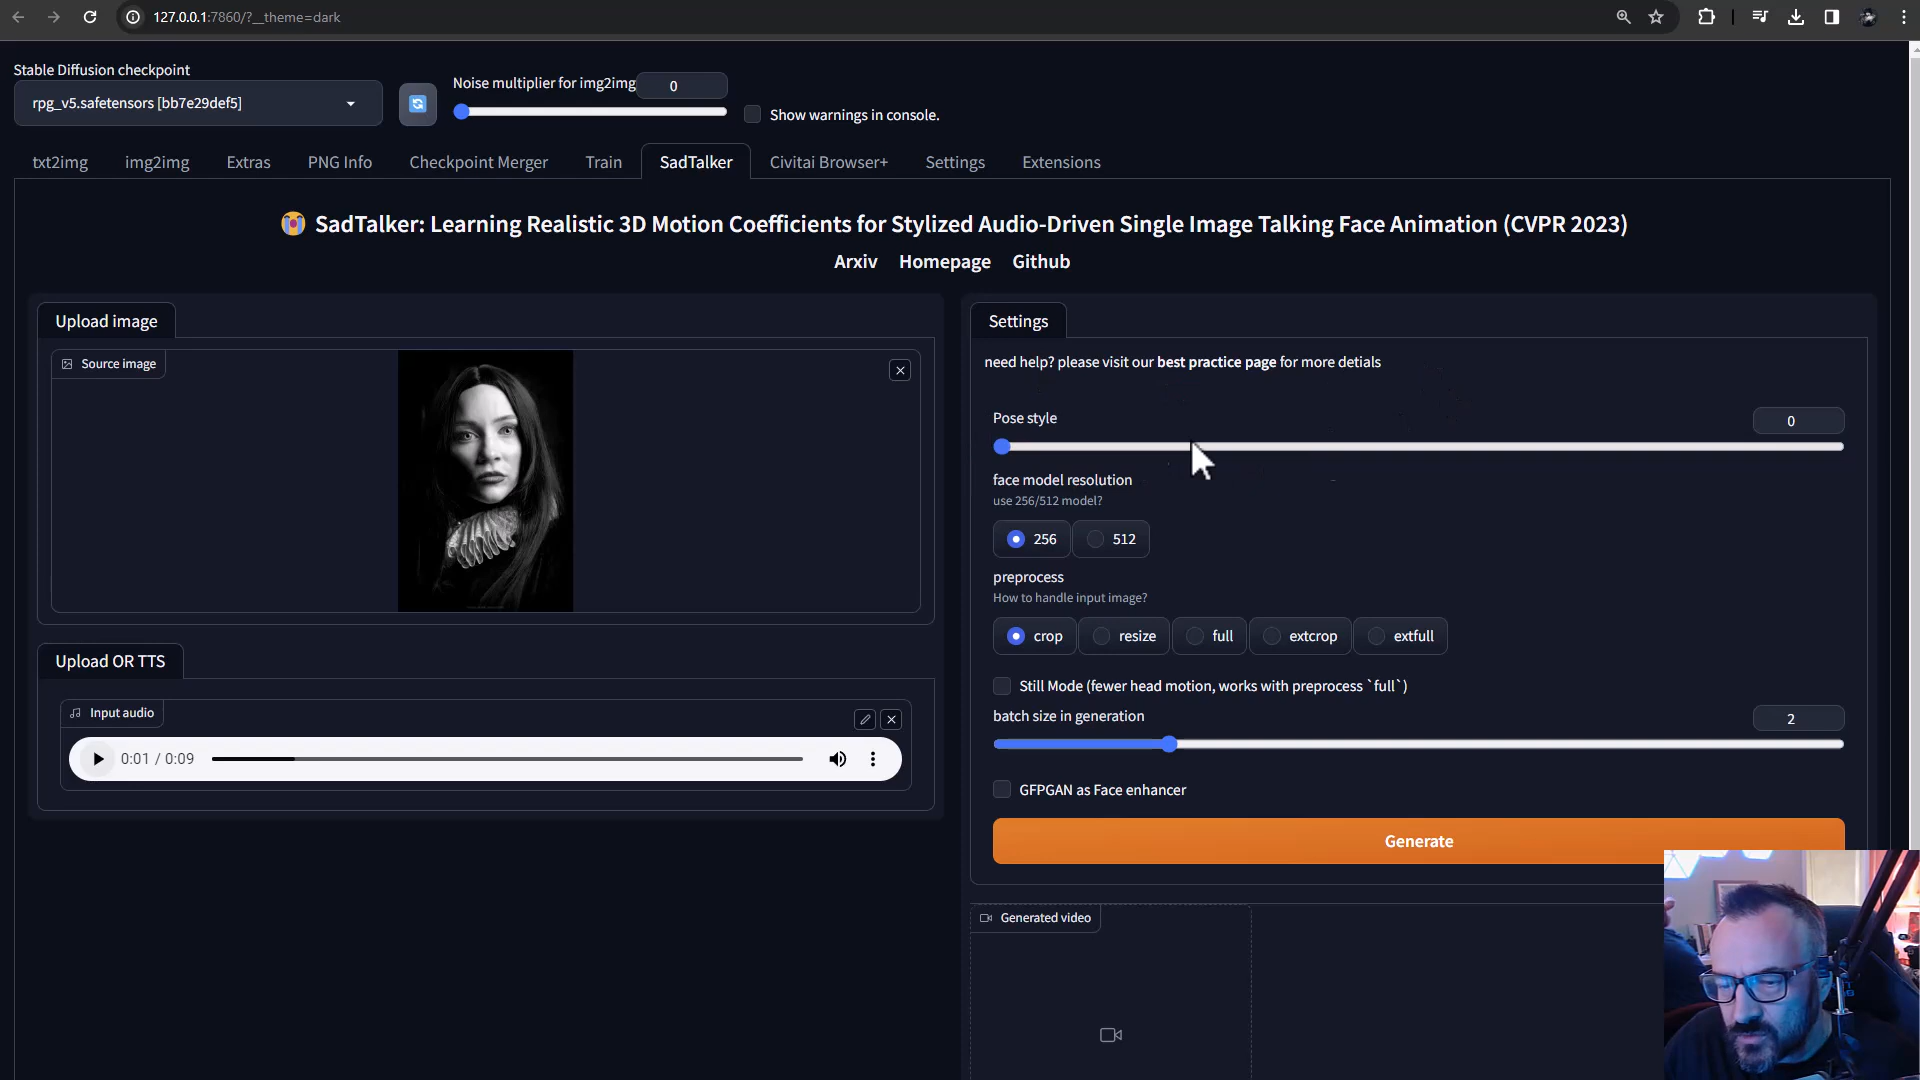 127.0.0.1:7860/?__theme=dark
Stable Diffusion checkpoint
rpg_v5.safetensors [bb7e29def5]
Noise multiplier for img2img
0
Show warnings in console.
txt2img
img2img
Extras
PNG Info
Checkpoint Merger
Train
SadTalker
Civitai Browser+
Settings
Extensions
SadTalker: Learning Realistic 3D Motion Coefficients for Stylized Audio-Driven Single Image Talking Face Animation (CVPR 2023)
Arxiv Homepage Github
Upload image
Source image
Upload OR TTS
Input audio
0:01 / 0:09
Settings
need help? please visit our best practice page for more detials
Pose style
0
face model resolution
use 256/512 model?
256
512
preprocess
How to handle input image?
crop
resize
full
extcrop
extfull
Still Mode (fewer head motion, works with preprocess `full`)
batch size in generation
2
GFPGAN as Face enhancer
Generate
Generated video